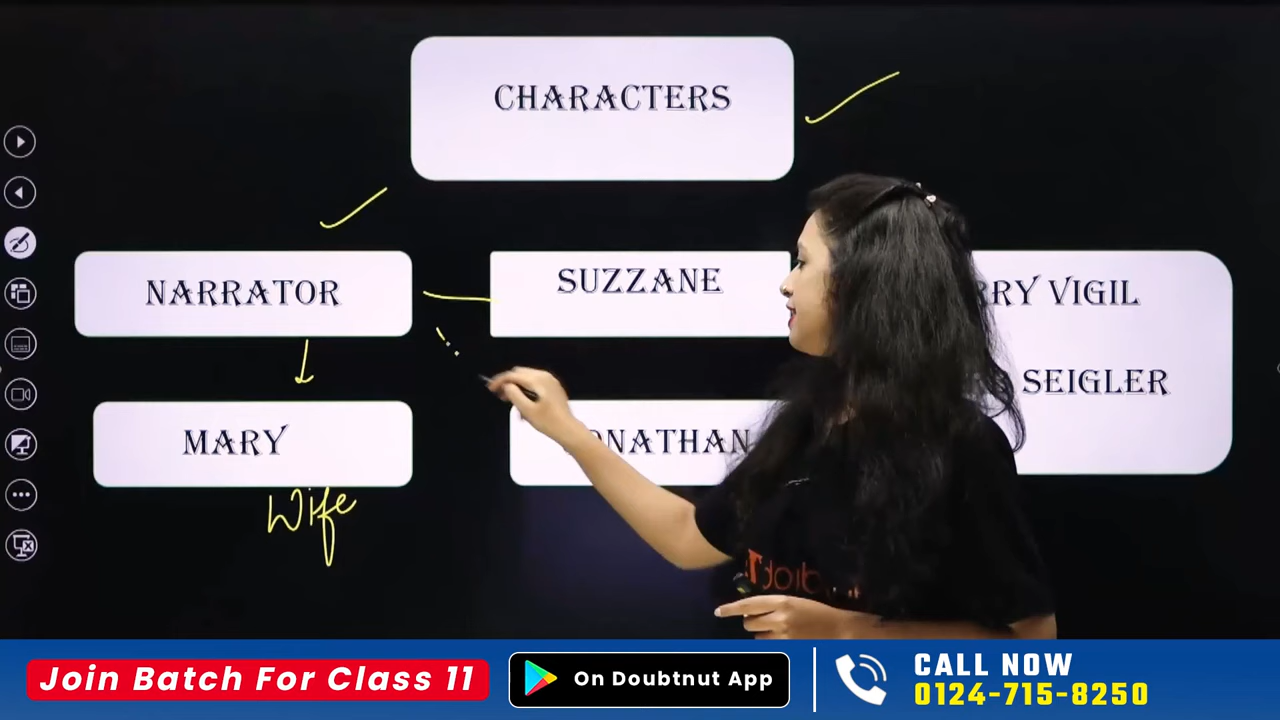 CHARACTERS
NARRATOR
SUZZANE
RRY VIGIL
SEIGLER
MARY
ONATHAN
Wife
Join Batch For Class 11
On Doubtnut App
CALL NOW
0124-715-8250